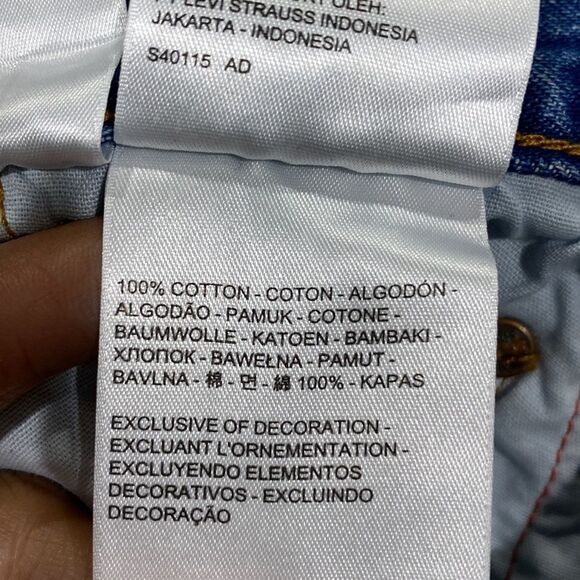 OLEH:
LEVI STRAUSS INDONESIA
JAKARTA - INDONESIA
S40115 AD
100% COTTON - COTON - ALGODÓN -
ALGODÃO - PAMUK - COTONE -
BAUMWOLLE - KATOEN - BAMBAKI -
ХЛОПОК - BAWEŁNA - PAMUT -
BAVLNA - 棉 - 면 - 綿 100% - KAPAS
EXCLUSIVE OF DECORATION -
EXCLUANT L'ORNEMENTATION -
EXCLUYENDO ELEMENTOS
DECORATIVOS - EXCLUINDO
DECORAÇÃO